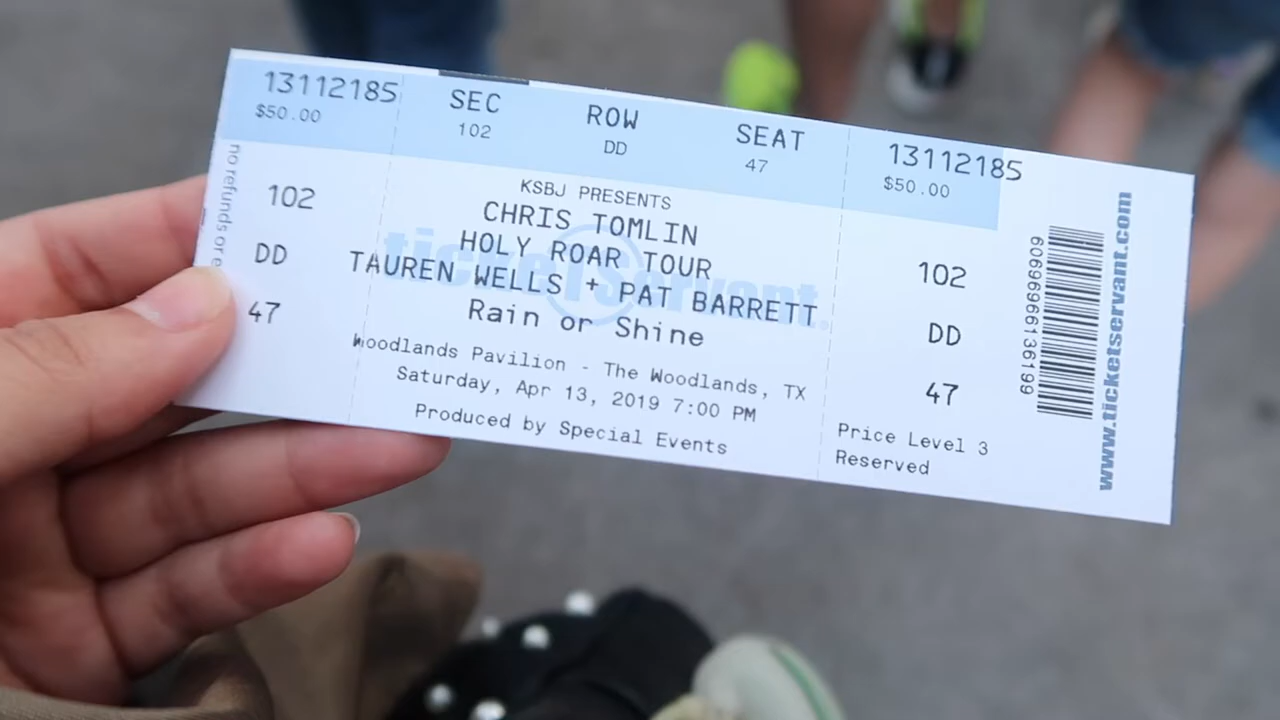 13112185
$50.00
no refunds or e
102
DD
47
SEC
102
ROW
DD
SEAT
47
KSBJ PRESENTS
CHRIS TOMLIN
HOLY ROAR TOUR
TAUREN WELLS + PAT BARRETT
Rain or Shine
Woodlands Pavilion - The Woodlands, TX
Saturday, Apr 13, 2019 7:00 PM
Produced by Special Events
ticketservant
13112185
$50.00
102
DD
47
Price Level 3
Reserved
www.ticketservant.com